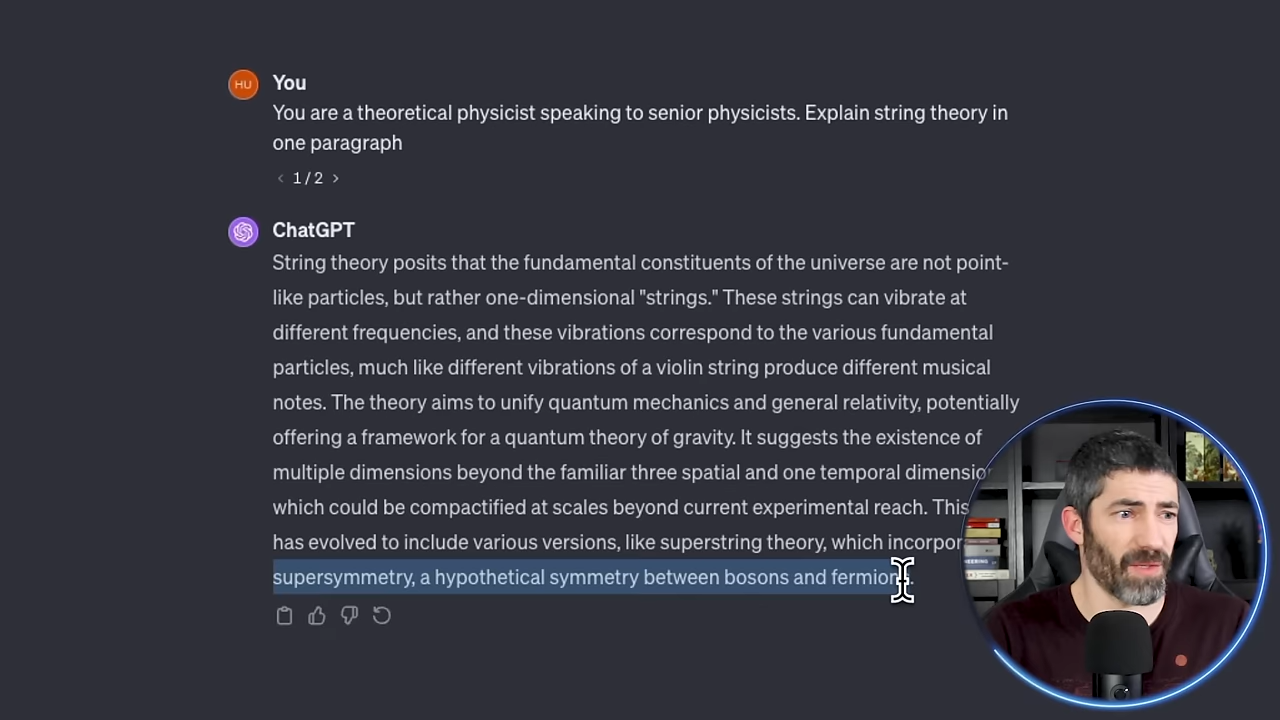 HU
You
You are a theoretical physicist speaking to senior physicists. Explain string theory in
one paragraph
< 1 / 2 >
ChatGPT
String theory posits that the fundamental constituents of the universe are not point-
like particles, but rather one-dimensional "strings." These strings can vibrate at
different frequencies, and these vibrations correspond to the various fundamental
particles, much like different vibrations of a violin string produce different musical
notes. The theory aims to unify quantum mechanics and general relativity, potentially
offering a framework for a quantum theory of gravity. It suggests the existence of
multiple dimensions beyond the familiar three spatial and one temporal
which could be compactified at scales beyond current experimental reach. This
has evolved to include various versions, like superstring theory, which
supersymmetry, a hypothetical symmetry between bosons and